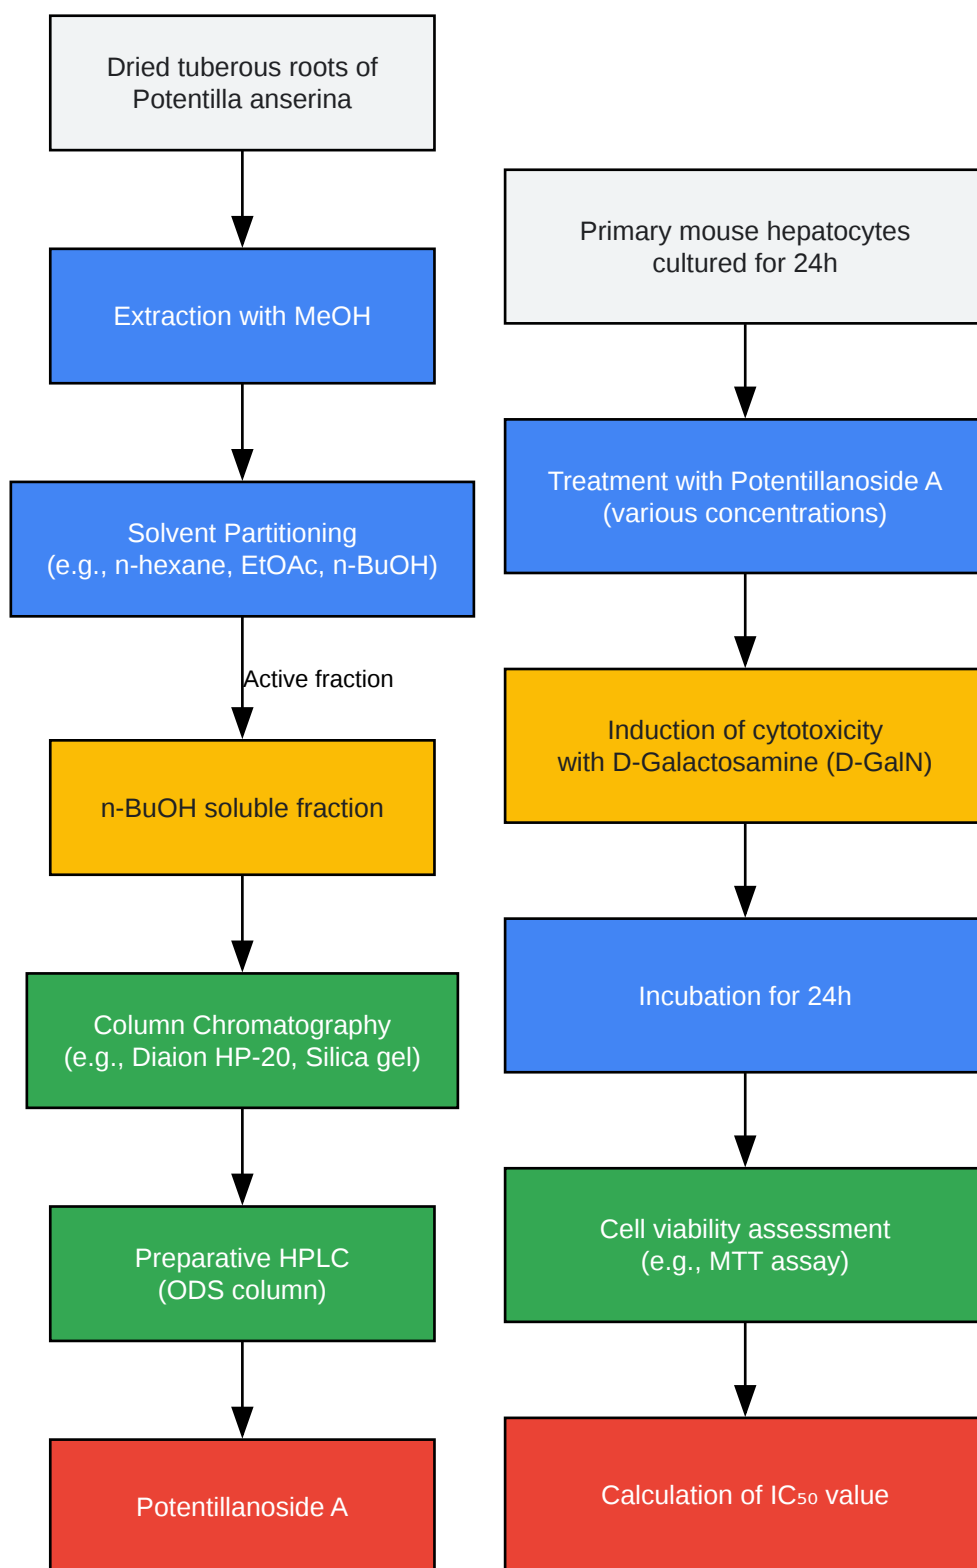 Dried tuberous roots of
Potentilla anserina
Extraction with MeOH
Solvent Partitioning
(e.g., n-hexane, EtOAc, n-BuOH)
Active fraction
n-BuOH soluble fraction
Column Chromatography
(e.g., Diaion HP-20, Silica gel)
Preparative HPLC
(ODS column)
Potentillanoside A
Primary mouse hepatocytes
cultured for 24h
Treatment with Potentillanoside A
(various concentrations)
Induction of cytotoxicity
with D-Galactosamine (D-GalN)
Incubation for 24h
Cell viability assessment
(e.g., MTT assay)
Calculation of IC₅₀ value